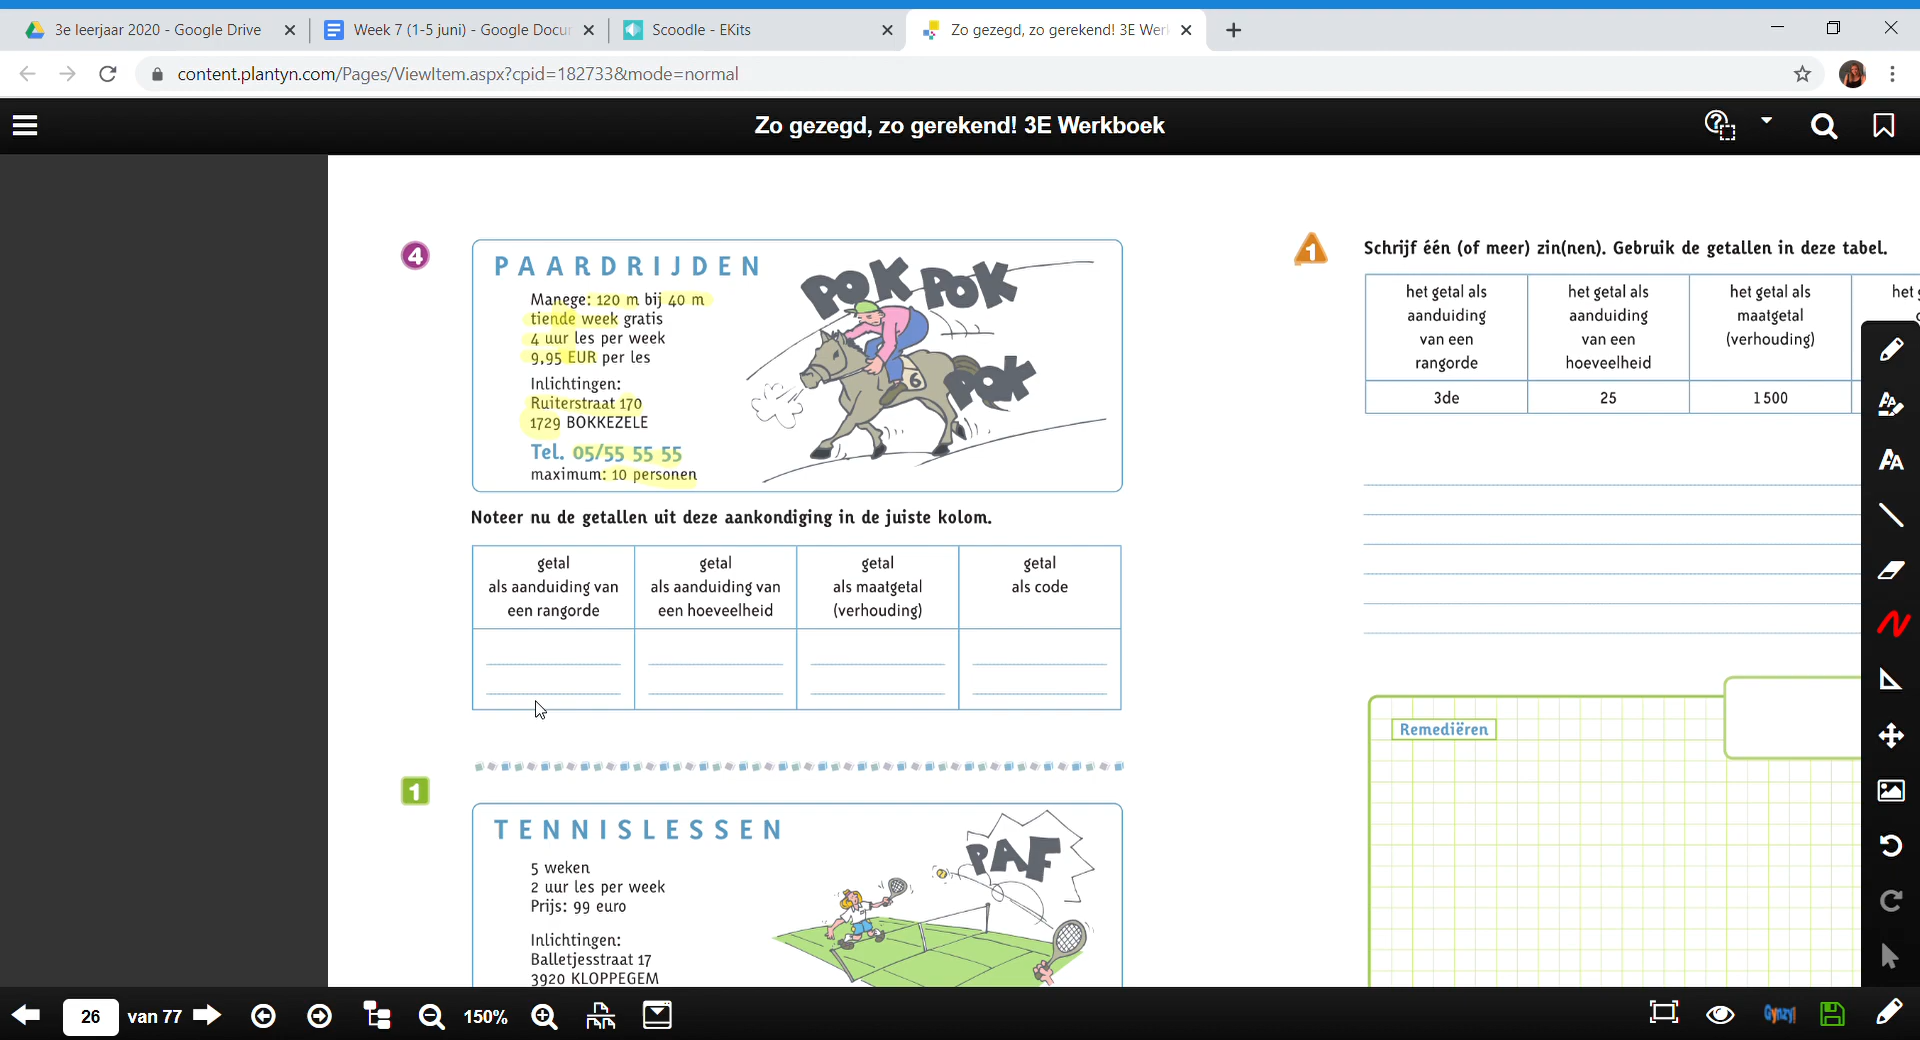 3e leerjaar 2020 - Google Drive
Week 7 (1-5 juni) - Google Docu
Scoodle - EKits
Zo gezegd, zo gerekend! 3E Werk
content.plantyn.com/Pages/ViewItem.aspx?cpid=182733&mode=normal
Zo gezegd, zo gerekend! 3E Werkboek
4
PAARDRIJDEN
Manege: 120 m bij 40 m
tiende week gratis
4 uur les per week
9,95 EUR per les
Inlichtingen:
Ruiterstraat 170
1729 BOKKEZELE
Tel. 05/55 55 55
maximum: 10 personen
POK POK
POK
6
Noteer nu de getallen uit deze aankondiging in de juiste kolom.
getal
als aanduiding van
een rangorde
getal
als aanduiding van
een hoeveelheid
getal
als maatgetal
(verhouding)
getal
als code
1
TENNISLESSEN
5 weken
2 uur les per week
Prijs: 99 euro
Inlichtingen:
Balletjesstraat 17
3920 KLOPPEGEM
PAF
1
Schrijf één (of meer) zin(nen). Gebruik de getallen in deze tabel.
het getal als
aanduiding
van een
rangorde
het getal als
aanduiding
van een
hoeveelheid
het getal als
maatgetal
(verhouding)
het
3de
25
1500
Remediëren
26 van 77
150%
Gynzy!